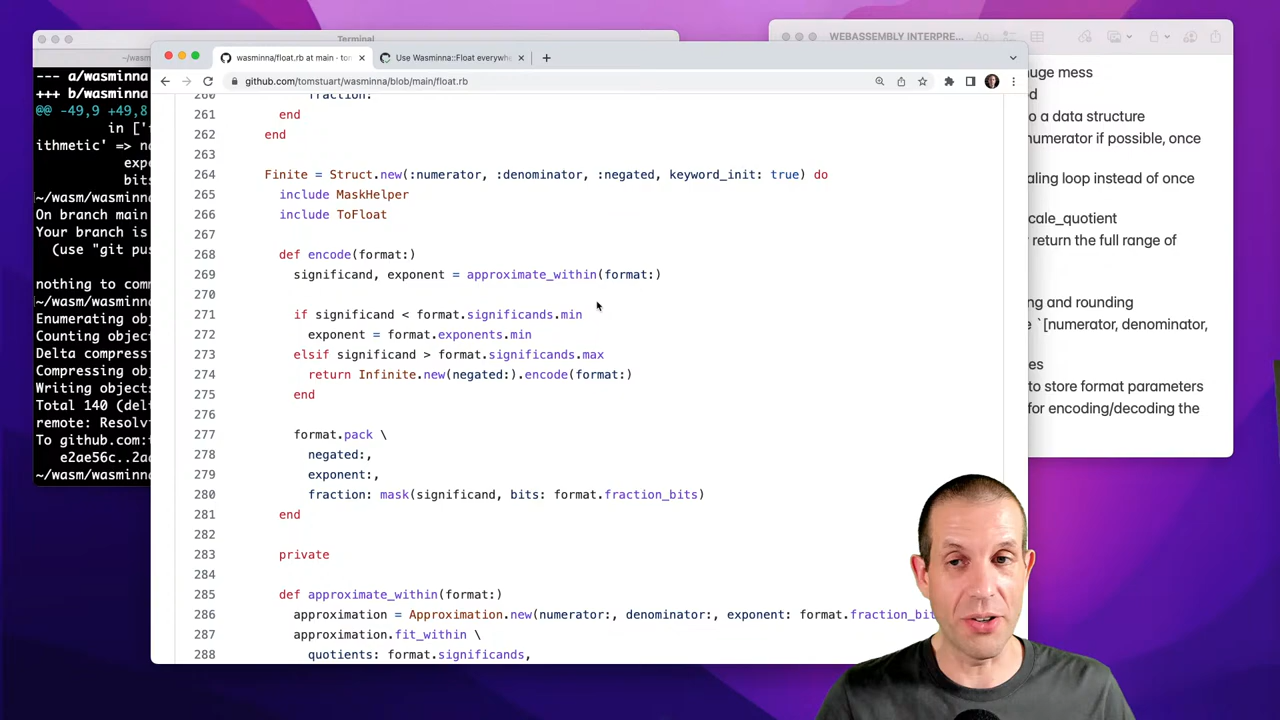 Terminal
WEBASSEMBLY INTERPRE...
~/w
--- a/wasminna
+++ b/wasminna
@@ -49,9 +49,8
in ['
ithmetic' => n
exp
bits
~/wasm/wasminna
On branch main
Your branch is
(use "git pus
nothing to comm
~/wasm/wasminna
Enumerating obj
Counting object
Delta compress
Compressing obj
Writing objects
Total 140 (del
remote: Resolv
To github.com:
e2ae56c..2a
~/wasm/wasminna
wasminna/float.rb at main · to
Use Wasminna::Float everywh
github.com/tomstuart/wasminna/blob/main/float.rb
260 fraction:
261 end
262 end
263
264 Finite = Struct.new(:numerator, :denominator, :negated, keyword_init: true) do
265 include MaskHelper
266 include ToFloat
267
268 def encode(format:)
269 significand, exponent = approximate_within(format:)
270
271 if significand < format.significands.min
272 exponent = format.exponents.min
273 elsif significand > format.significands.max
274 return Infinite.new(negated:).encode(format:)
275 end
276
277 format.pack \
278 negated:,
279 exponent:,
280 fraction: mask(significand, bits: format.fraction_bits)
281 end
282
283 private
284
285 def approximate_within(format:)
286 approximation = Approximation.new(numerator:, denominator:, exponent: format.fraction_bit
287 approximation.fit_within \
288 quotients: format.significands,
huge mess
d
o a data structure
numerator if possible, once
aling loop instead of once
cale_quotient
return the full range of
ng and rounding
e `[numerator, denominator,
es
to store format parameters
for encoding/decoding the